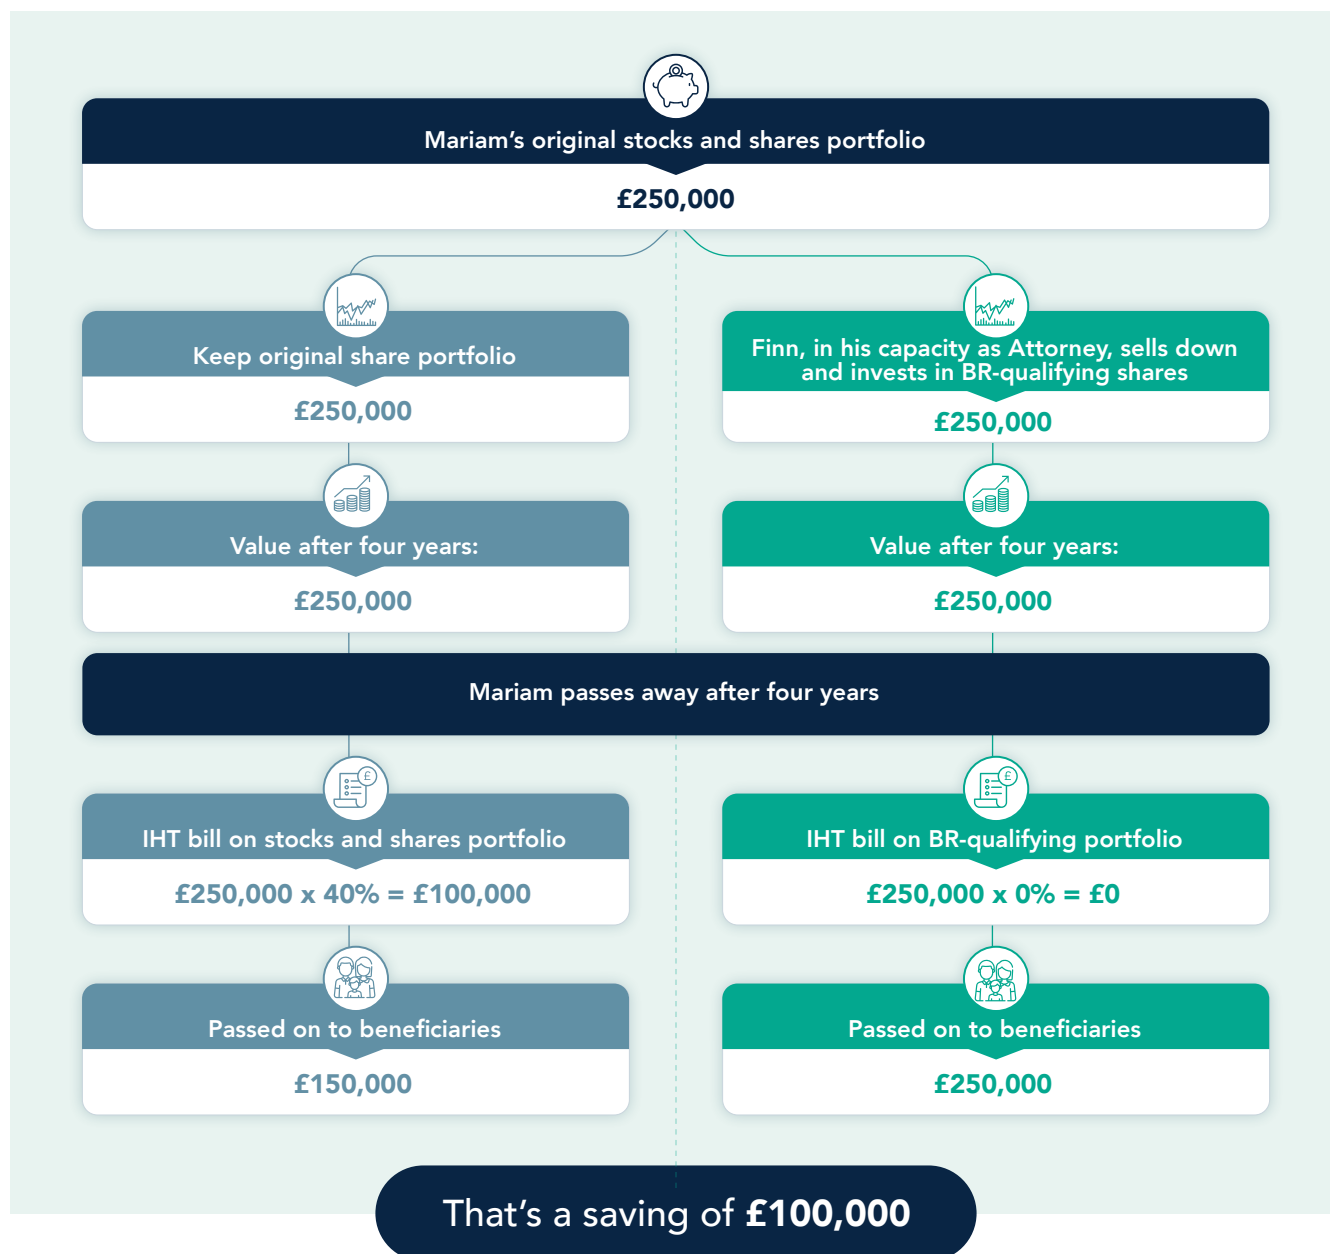 Mariam's original stocks and shares portfolio
£250,000
Keep original share portfolio
£250,000
Finn, in his capacity as Attorney, sells down
and invests in BR-qualifying shares
£250,000
Value after four years:
£250,000
Value after four years:
£250,000
Mariam passes away after four years
£
IHT bill on stocks and shares portfolio
£250,000 x 40% = £100,000
£
IHT bill on BR-qualifying portfolio
£250,000 x 0% = £0
Passed on to beneficiaries
£150,000
Passed on to beneficiaries
£250,000
That's a saving of £100,000